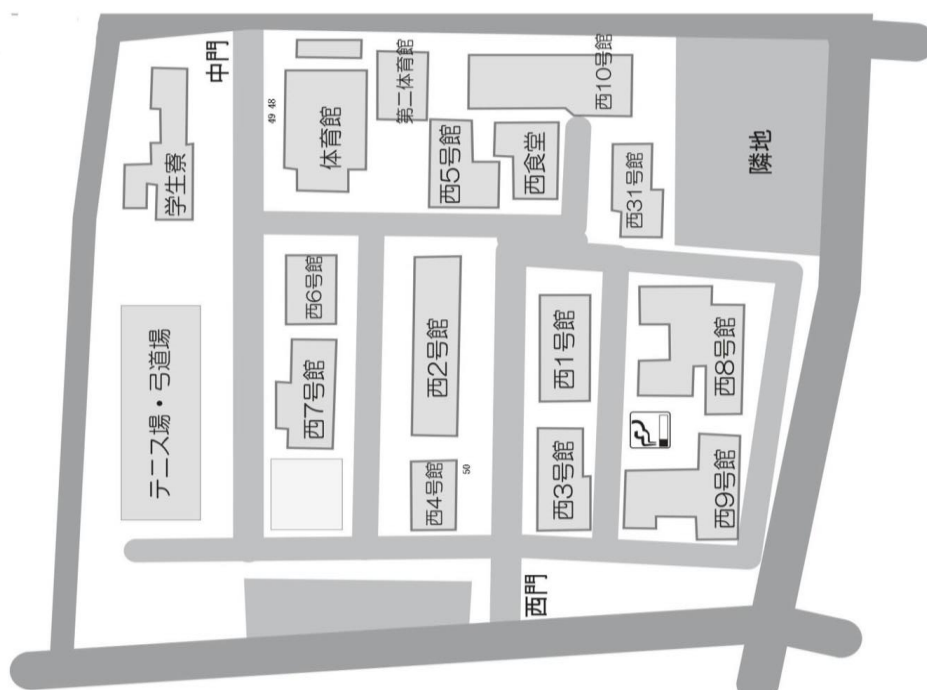 中門
学生寮
テニス場・弓道場
49 48
体育館
第二体育館
西10号館
西5号館
西食堂
西31号館
隣地
西6号館
西7号館
西2号館
西4号館
50
西1号館
西3号館
西8号館
西9号館
西門